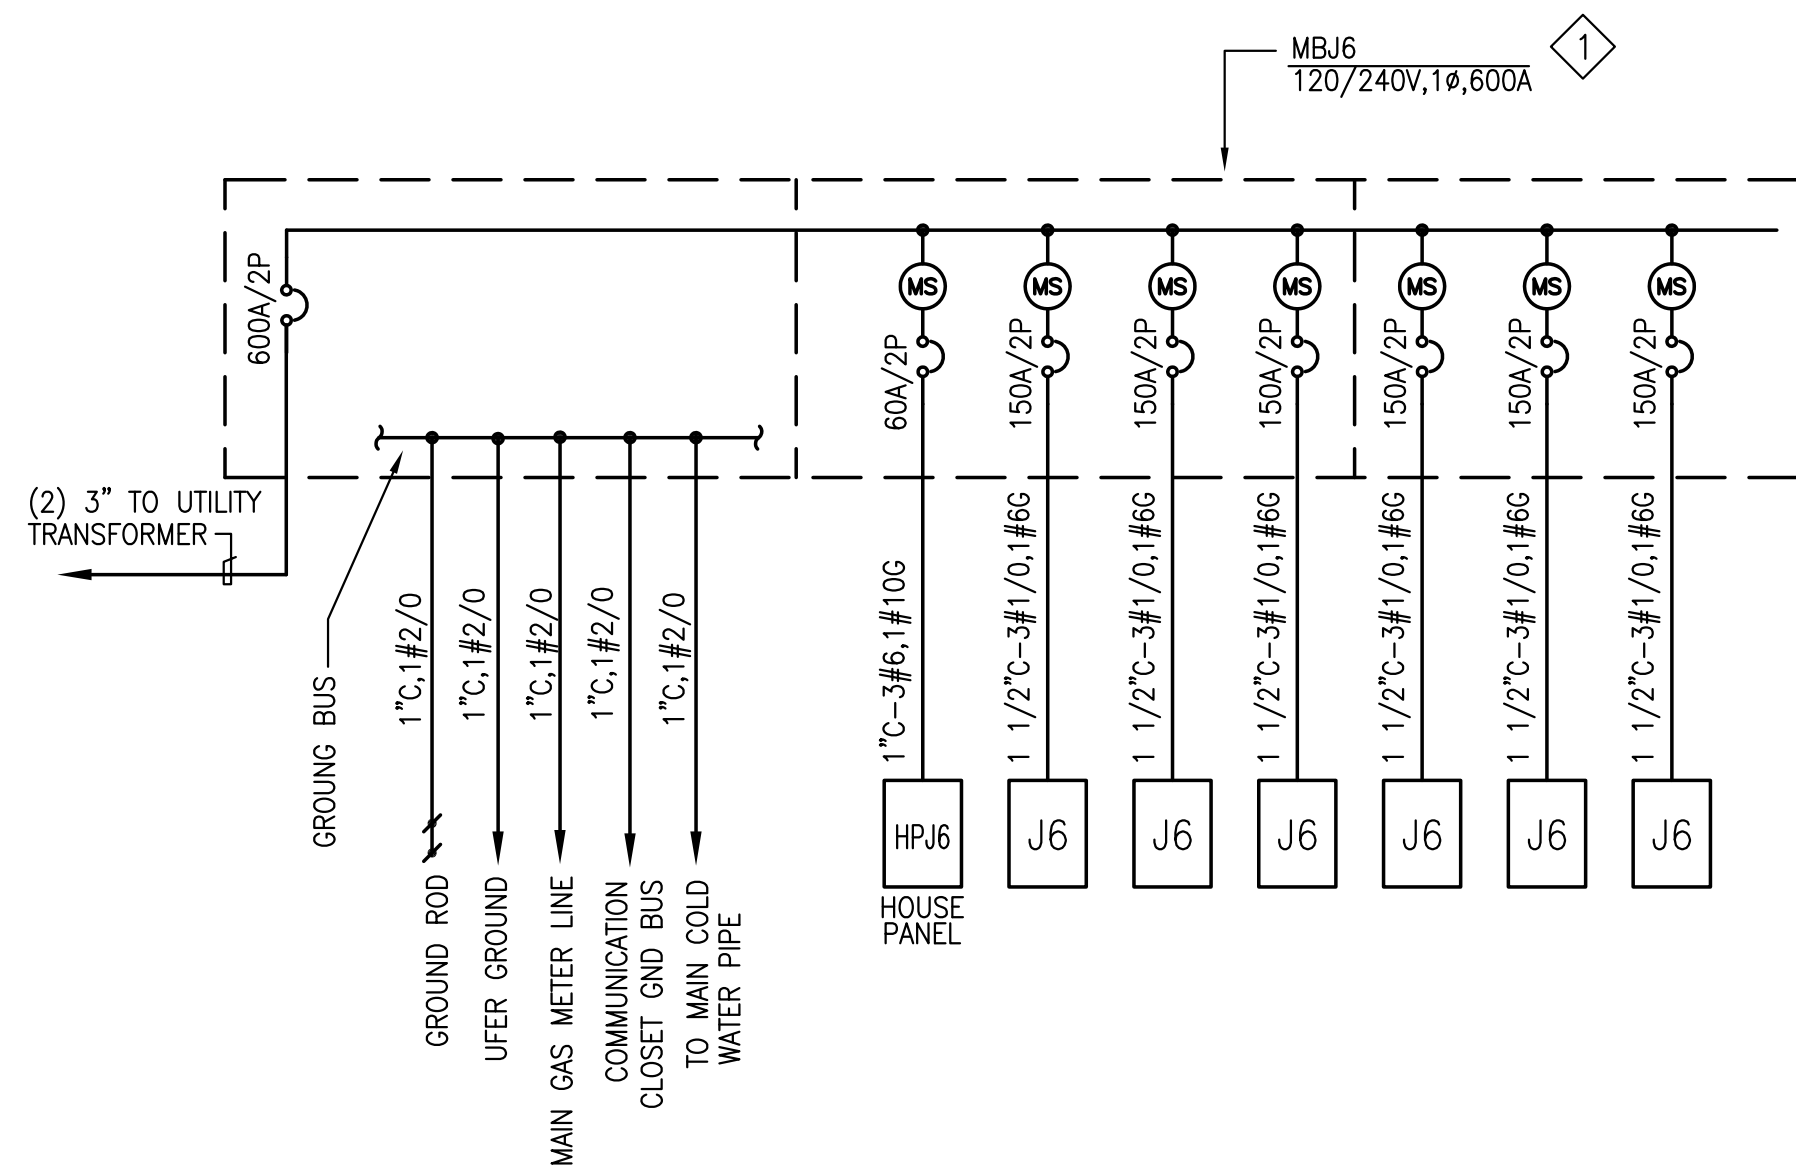 MBJ6
1
120/240V,1ø,600A
600A/2P
MS
MS
MS
MS
MS
MS
MS
60A/2P
150A/2P
150A/2P
150A/2P
150A/2P
150A/2P
150A/2P
(2) 3" TO UTILITY
TRANSFORMER
GROUNG BUS
1"C,1#2/0
1"C,1#2/0
1"C,1#2/0
1"C,1#2/0
1"C,1#2/0
1"C-3#6,1#10G
1 1/2"C-3#1/0,1#6G
1 1/2"C-3#1/0,1#6G
1 1/2"C-3#1/0,1#6G
1 1/2"C-3#1/0,1#6G
1 1/2"C-3#1/0,1#6G
1 1/2"C-3#1/0,1#6G
HPJ6
J6
J6
J6
J6
J6
J6
HOUSE
PANEL
GROUND ROD
UFER GROUND
MAIN GAS METER LINE
COMMUNICATION
CLOSET GND BUS
TO MAIN COLD
WATER PIPE